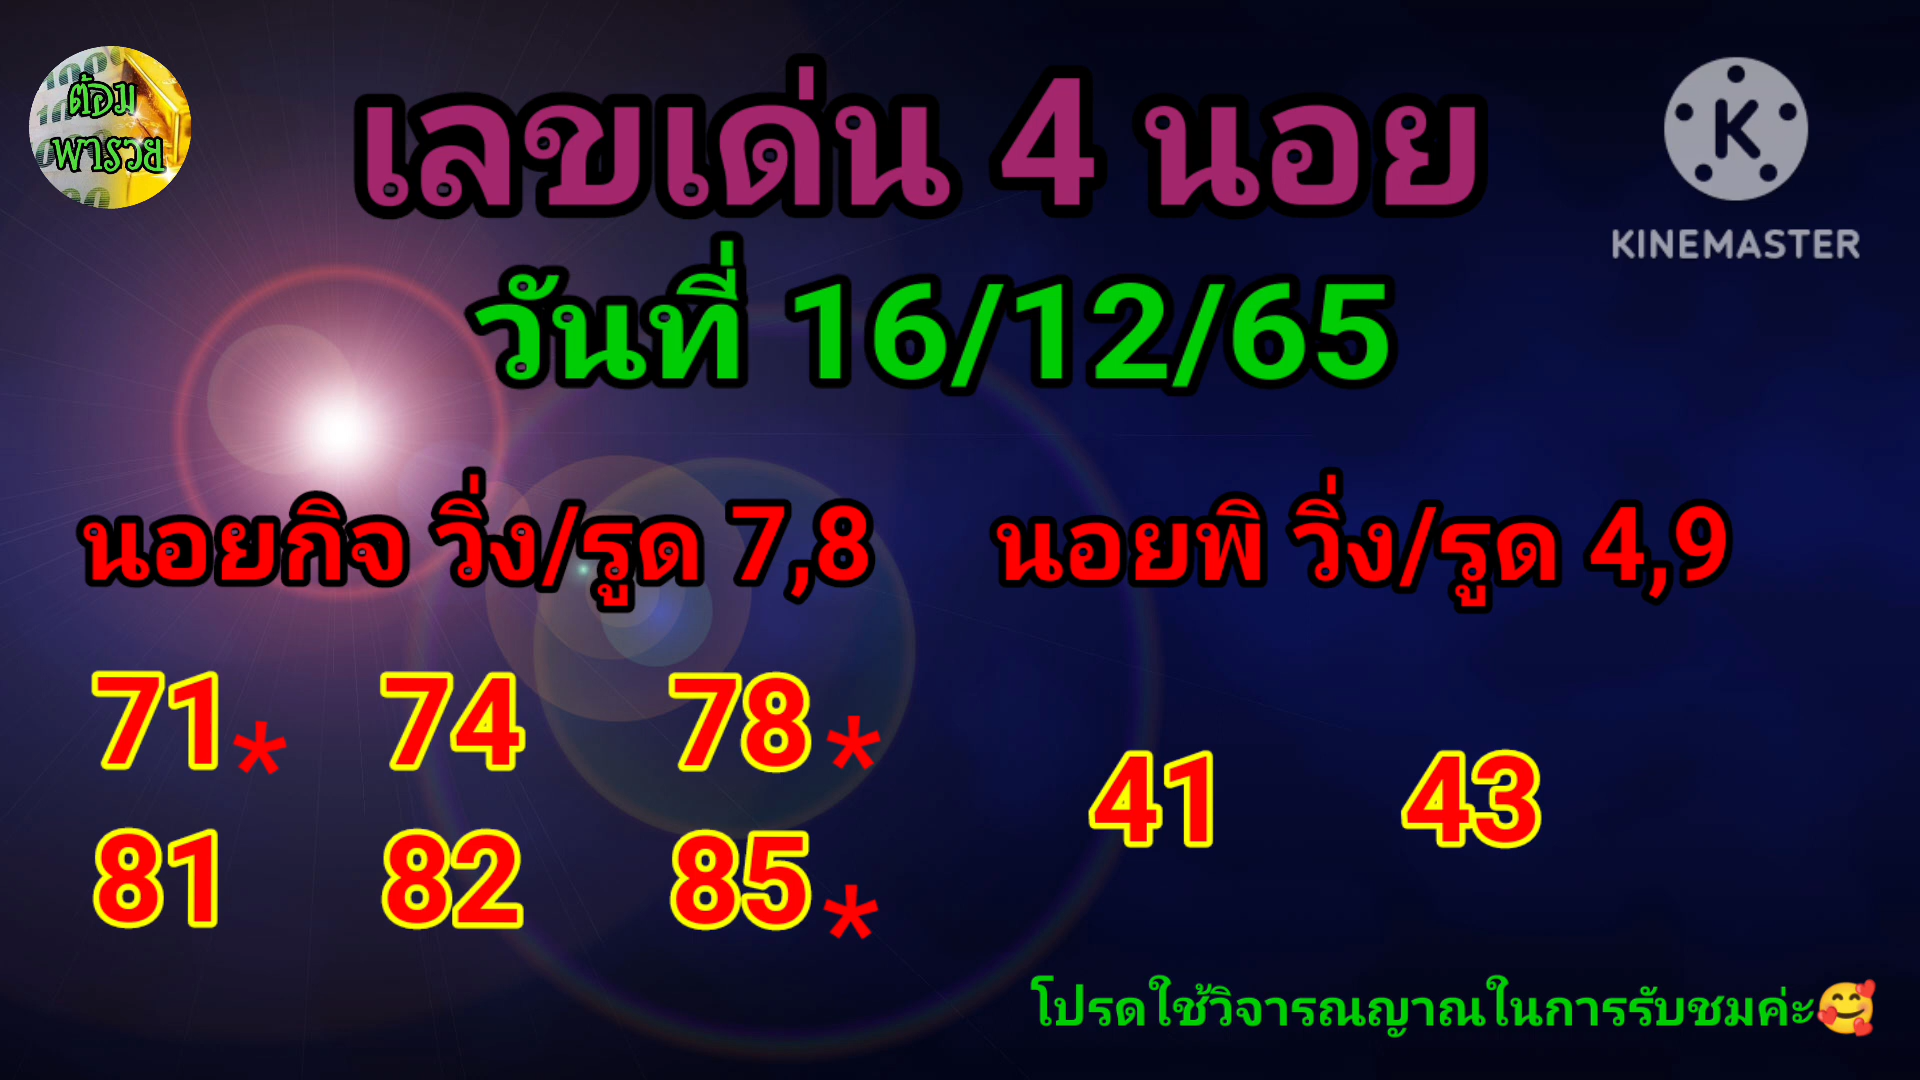 ต้อม
พารวย
เลขเด่น 4 นอย
KINEMASTER
วันที่ 16/12/65
นอยกิจ วิ่ง/รูด 7,8
71* 74 78*
81 82 85*
นอยพิ วิ่ง/รูด 4,9
41 43
โปรดใช้วิจารณญาณในการรับชมค่ะ🥰